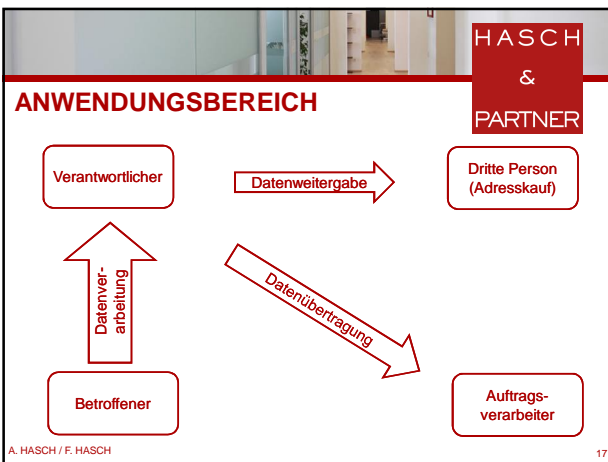 HASCH
&
PARTNER
ANWENDUNGSBEREICH
Verantwortlicher
Datenweitergabe
Dritte Person
(Adresskauf)
Datenver-
arbeitung
Datenübertragung
Betroffener
Auftrags-
verarbeiter
A. HASCH / F. HASCH
17